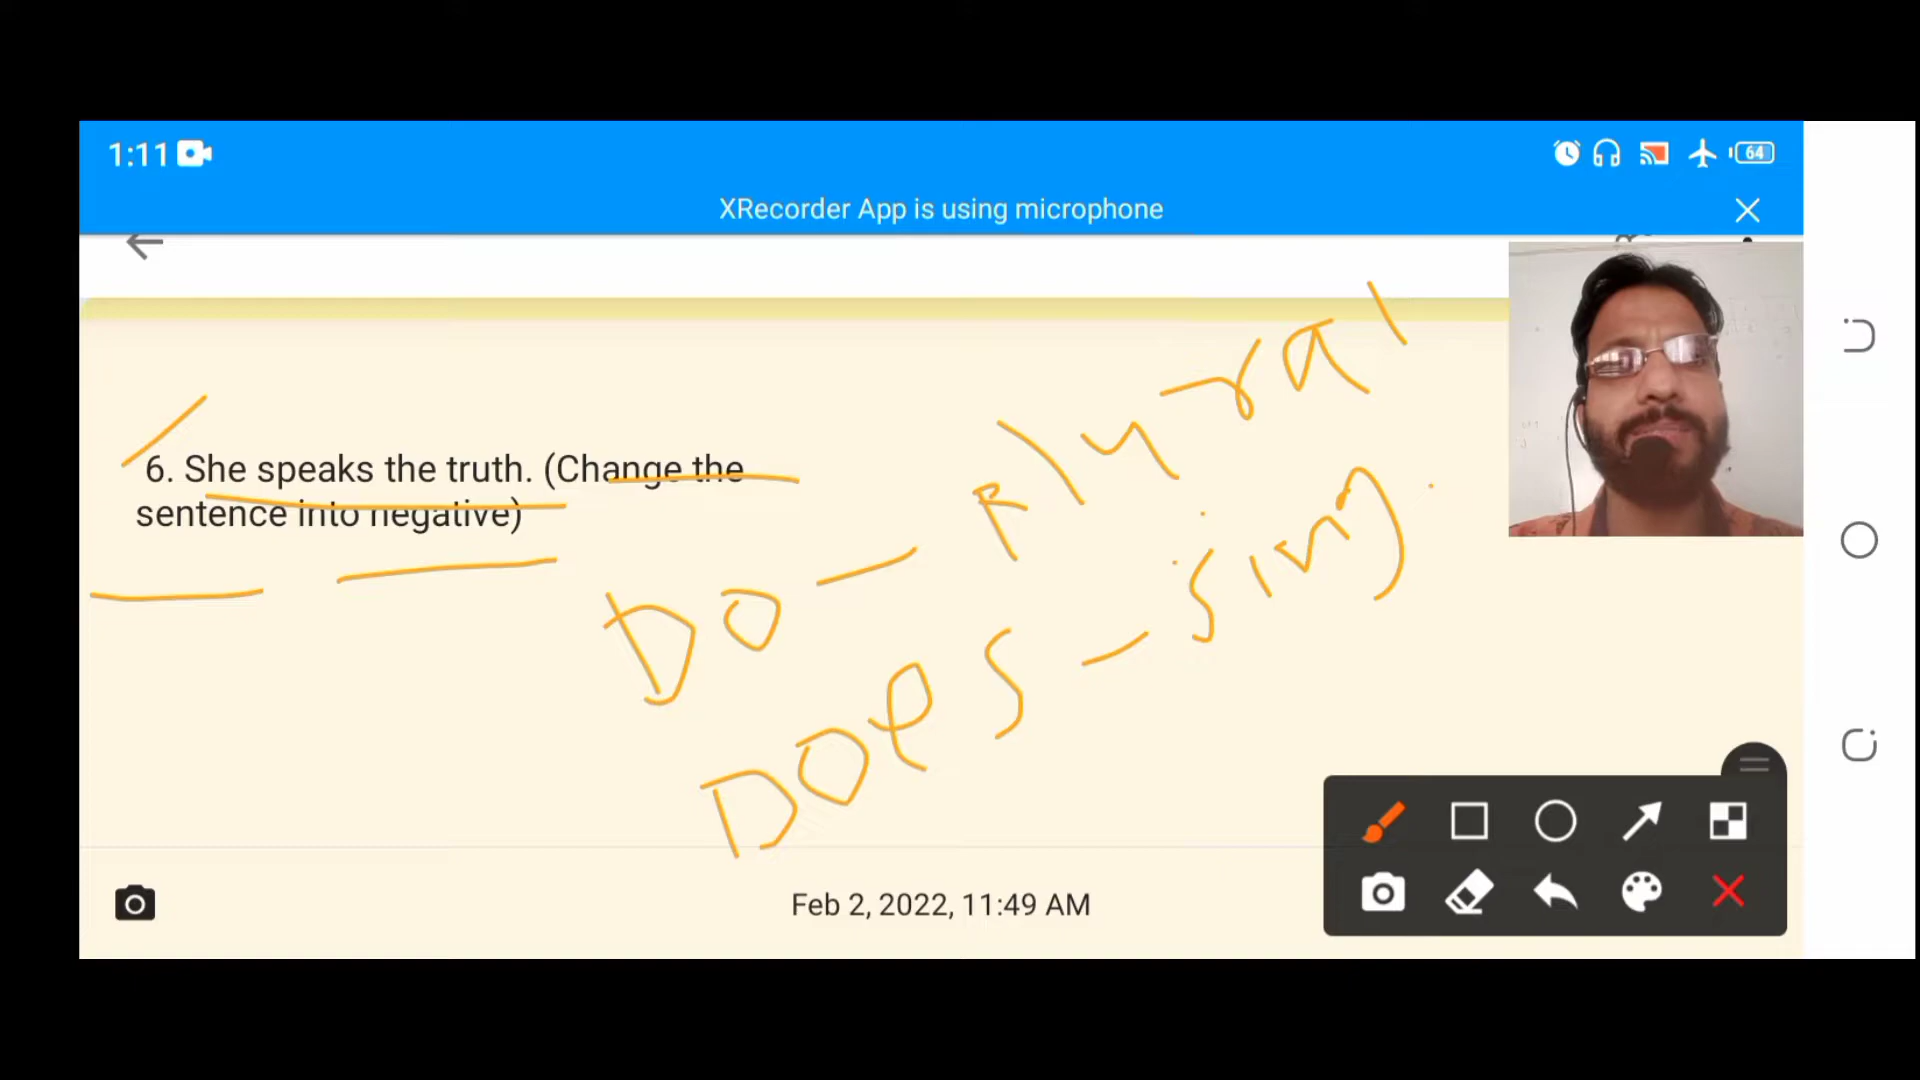 1:11
64
XRecorder App is using microphone
6. She speaks the truth. (Change the
sentence into negative)
DO - Plural
Does - sing.
Feb 2, 2022, 11:49 AM